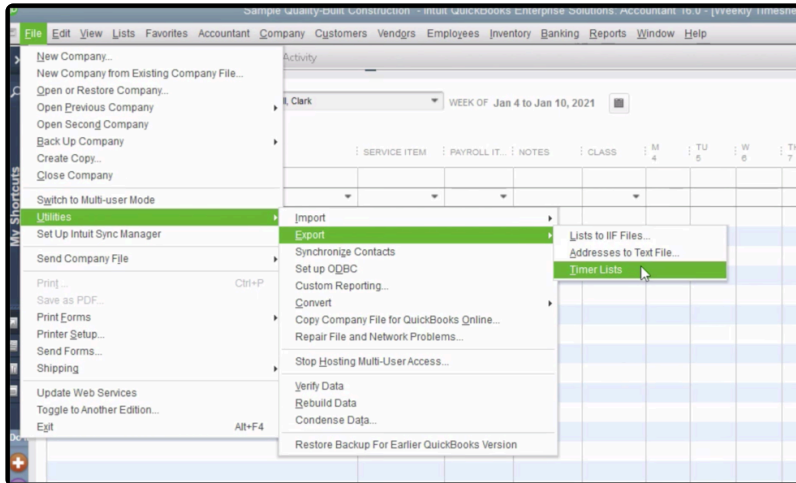 Sample Quality-Built Construction - Intuit QuickBooks Enterprise Solutions: Accountant 16.0 - [Weekly Timeshe
File Edit View Lists Favorites Accountant Company Customers Vendors Employees Inventory Banking Reports Window Help
New Company...
New Company from Existing Company File...
Open or Restore Company...
Open Previous Company
Open Second Company
Back Up Company
Create Copy...
Close Company
Switch to Multi-user Mode
Utilities
Set Up Intuit Sync Manager
Send Company File
Print ... Ctrl+P
Save as PDF...
Print Forms
Printer Setup...
Send Forms...
Shipping
Update Web Services
Toggle to Another Edition...
Exit Alt+F4
My Shortcuts
Activity
l, Clark WEEK OF Jan 4 to Jan 10, 2021
SERVICE ITEM PAYROLL IT... NOTES CLASS M 4 TU 5 W 6 TH 7
Import
Export
Synchronize Contacts
Set up ODBC
Custom Reporting...
Convert
Copy Company File for QuickBooks Online...
Repair File and Network Problems...
Stop Hosting Multi-User Access...
Verify Data
Rebuild Data
Condense Data...
Restore Backup For Earlier QuickBooks Version
Lists to IIF Files...
Addresses to Text File...
Timer Lists